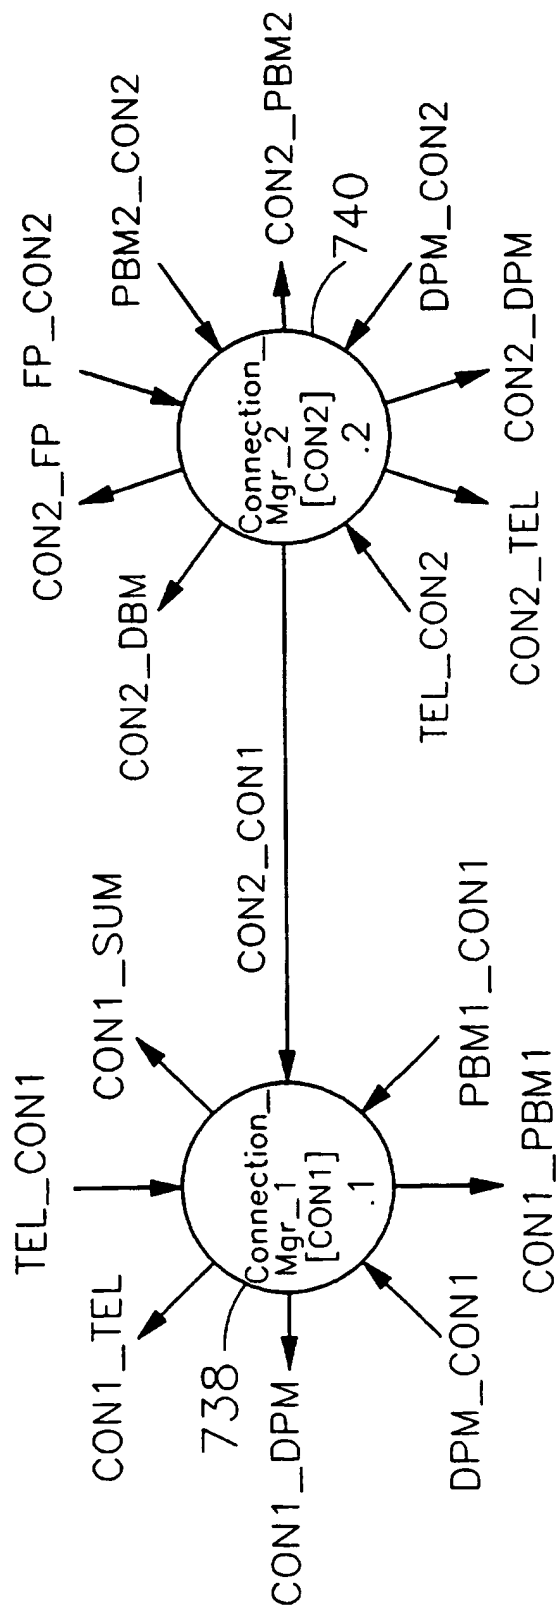 TEL_CON1
CON1_TEL
CON1_SUM
738
Connection_
Mgr_1
[CON1]
.1
CON1_DPM
DPM_CON1
CON1_PBM1
PBM1_CON1
CON2_CON1
CON2_FP
FP_CON2
CON2_DBM
PBM2_CON2
Connection_
Mgr_2
[CON2]
.2
CON2_PBM2
740
TEL_CON2
CON2_TEL
CON2_DPM
DPM_CON2